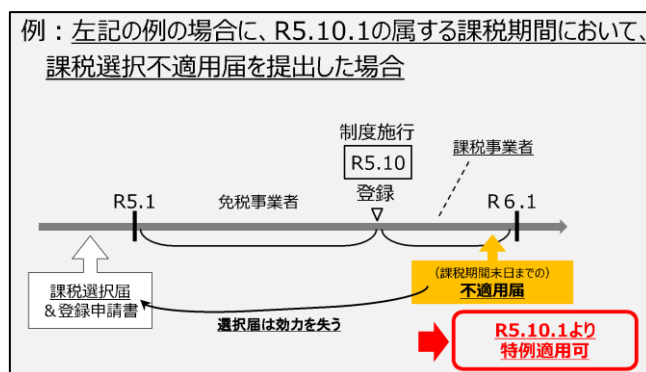 例：左記の例の場合に、R5.10.1の属する課税期間において、
課税選択不適用届を提出した場合
制度施行
R5.10
登録
課税事業者
R5.1
免税事業者
R6.1
課税選択届
＆登録申請書
(課税期間末日までの)
不適用届
選択届は効力を失う
R5.10.1より
特例適用可